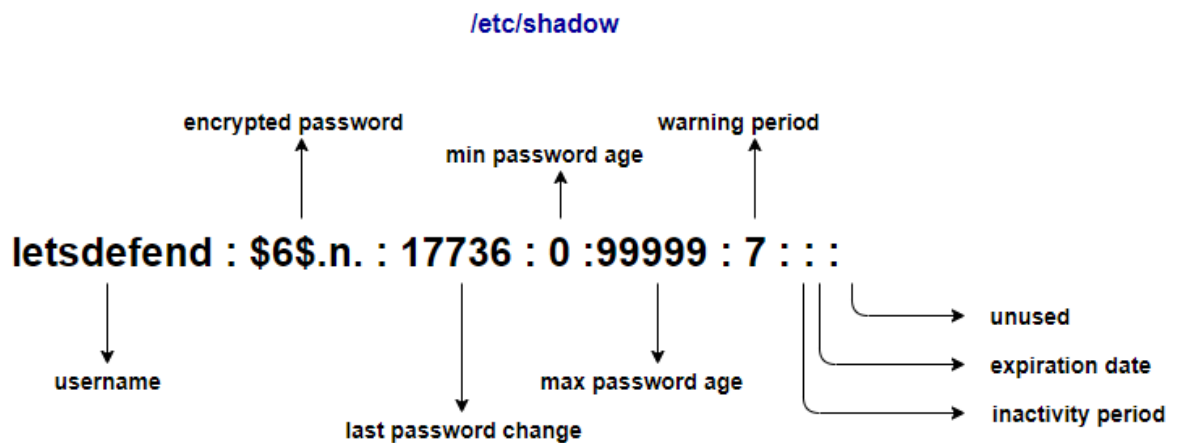 /etc/shadow
encrypted password
warning period
min password age
letsdefend : $6$.n. : 17736 : 0 :99999 : 7 : : :
unused
expiration date
username
max password age
inactivity period
last password change